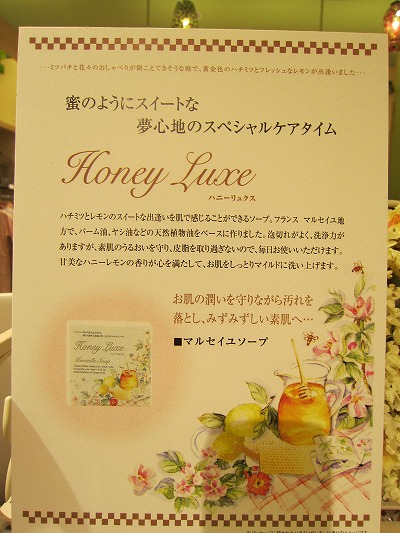 …ミツバチと花々のおしゃべりが聞こえてきそうな庭で、黄金色のハチミツとフレッシュなレモンが出逢いました…
蜜のようにスイートな
夢心地のスペシャルケアタイム
Honey Luxe
ハニーリュクス
ハチミツとレモンのスイートな出逢いを肌で感じることができるソープ。フランス マルセイユ地
方で、パーム油、ヤシ油などの天然植物油をベースに作りました。泡切れがよく、洗浄力が
ありますが、素肌のうるおいを守り、皮脂を取り過ぎないので、毎日お使いいただけます。
甘美なハニーレモンの香りが心を満たして、お肌をしっとりマイルドに洗い上げます。
お肌の潤いを守りながら汚れを
落とし、みずみずしい素肌へ…
■マルセイユソープ
Honey Luxe
Marseille Soap